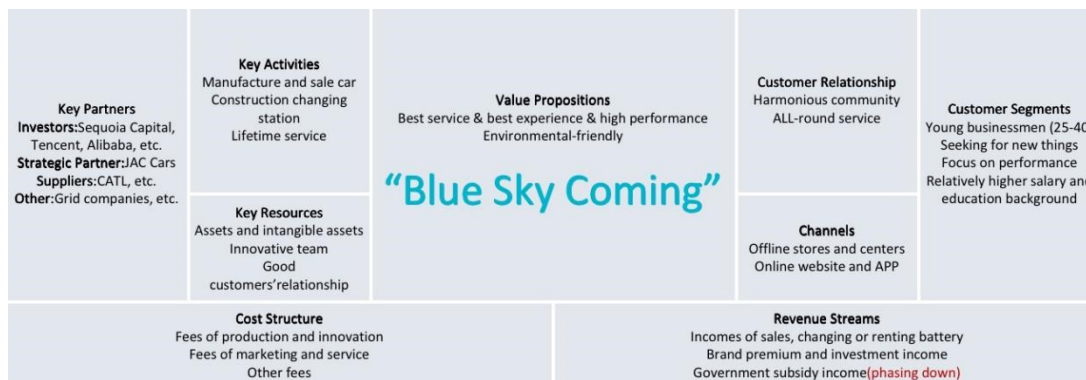 Key Partners
Investors:Sequoia Capital,
Tencent, Alibaba, etc.
Strategic Partner:JAC Cars
Suppliers:CATL, etc.
Other:Grid companies, etc.
Key Activities
Manufacture and sale car
Construction changing
station
Lifetime service
Key Resources
Assets and intangible assets
Innovative team
Good
customers'relationship
Value Propositions
Best service & best experience & high performance
Environmental-friendly
“Blue Sky Coming”
Customer Relationship
Harmonious community
ALL-round service
Channels
Offline stores and centers
Online website and APP
Customer Segments
Young businessmen (25-40
Seeking for new things
Focus on performance
Relatively higher salary and
education background
Cost Structure
Fees of production and innovation
Fees of marketing and service
Other fees
Revenue Streams
Incomes of sales, changing or renting battery
Brand premium and investment income
Government subsidy income(phasing down)